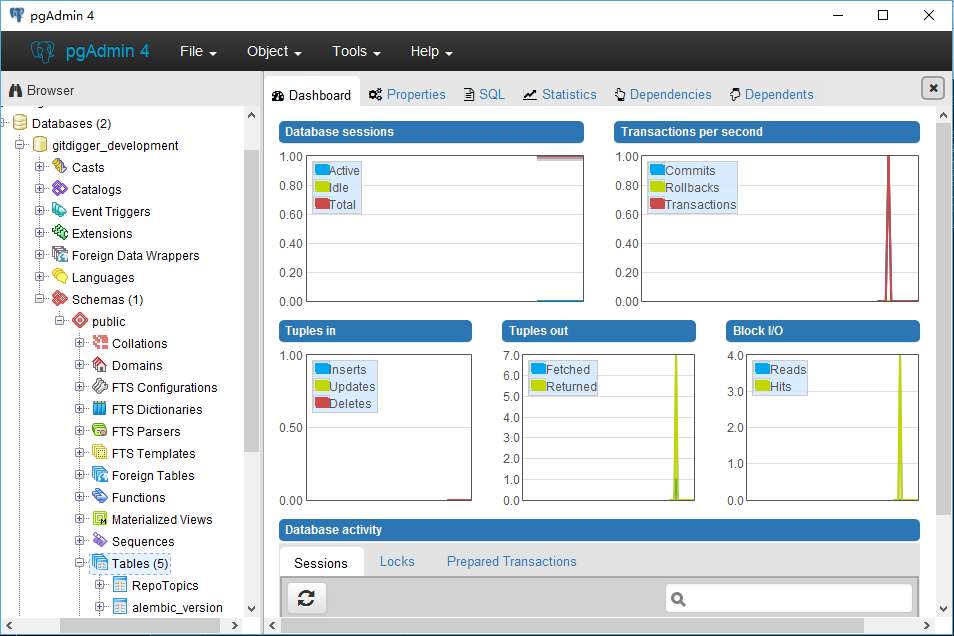 pgAdmin 4
pgAdmin 4 File Object Tools Help
Browser
Databases (2)
gitdigger_development
Casts
Catalogs
Event Triggers
Extensions
Foreign Data Wrappers
Languages
Schemas (1)
public
Collations
Domains
FTS Configurations
FTS Dictionaries
FTS Parsers
FTS Templates
Foreign Tables
Functions
Materialized Views
Sequences
Tables (5)
RepoTopics
alembic_version
Dashboard Properties SQL Statistics Dependencies Dependents
Database sessions
1.00
0.80
0.60
0.40
0.20
0.00
Active
Idle
Total
Transactions per second
1.00
0.80
0.60
0.40
0.20
0.00
Commits
Rollbacks
Transactions
Tuples in
1.00
0.50
0.00
Inserts
Updates
Deletes
Tuples out
7.0
6.0
5.0
4.0
3.0
2.0
1.0
0.0
Fetched
Returned
Block I/O
4.0
3.0
2.0
1.0
0.0
Reads
Hits
Database activity
Sessions Locks Prepared Transactions